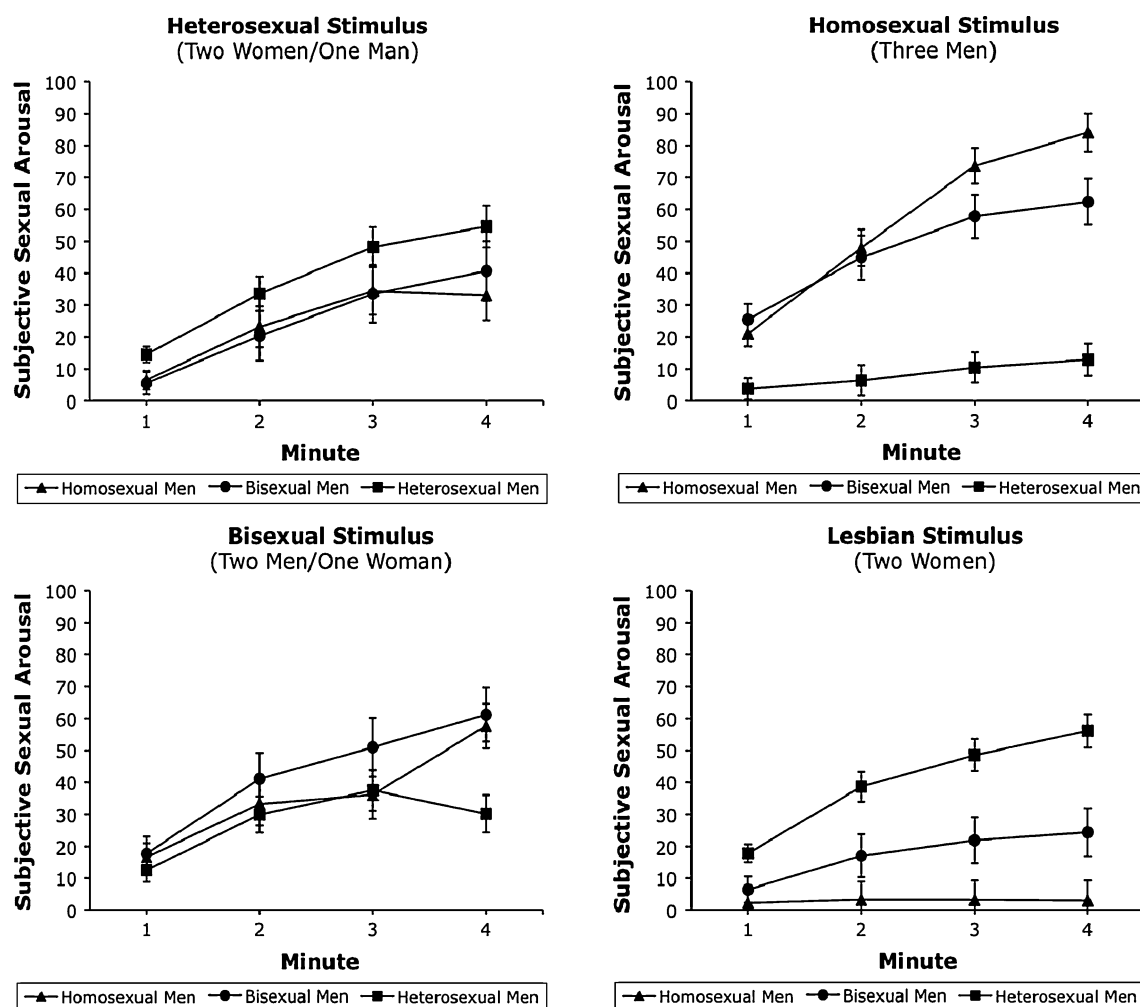 Heterosexual Stimulus
(Two Women/One Man)
Subjective Sexual Arousal
100
90
80
70
60
50
40
30
20
10
0
1 2 3 4
Minute
Homosexual Men Bisexual Men Heterosexual Men
Homosexual Stimulus
(Three Men)
Subjective Sexual Arousal
100
90
80
70
60
50
40
30
20
10
0
1 2 3 4
Minute
Homosexual Men Bisexual Men Heterosexual Men
Bisexual Stimulus
(Two Men/One Woman)
Subjective Sexual Arousal
100
90
80
70
60
50
40
30
20
10
0
1 2 3 4
Minute
Homosexual Men Bisexual Men Heterosexual Men
Lesbian Stimulus
(Two Women)
Subjective Sexual Arousal
100
90
80
70
60
50
40
30
20
10
0
1 2 3 4
Minute
Homosexual Men Bisexual Men Heterosexual Men